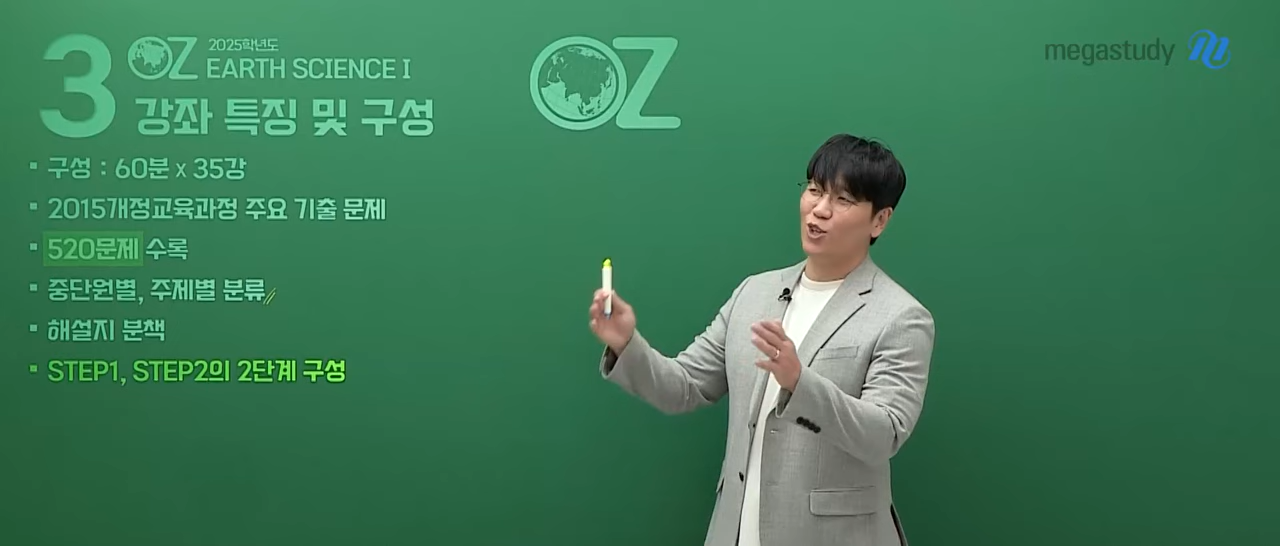 3
OZ 2025학년도
EARTH SCIENCE I
강좌 특징 및 구성
▪ 구성 : 60분 x 35강
▪ 2015개정교육과정 주요 기출 문제
▪ 520문제 수록
▪ 중단원별, 주제별 분류
▪ 해설지 분책
▪ STEP1, STEP2의 2단계 구성
OZ
megastudy